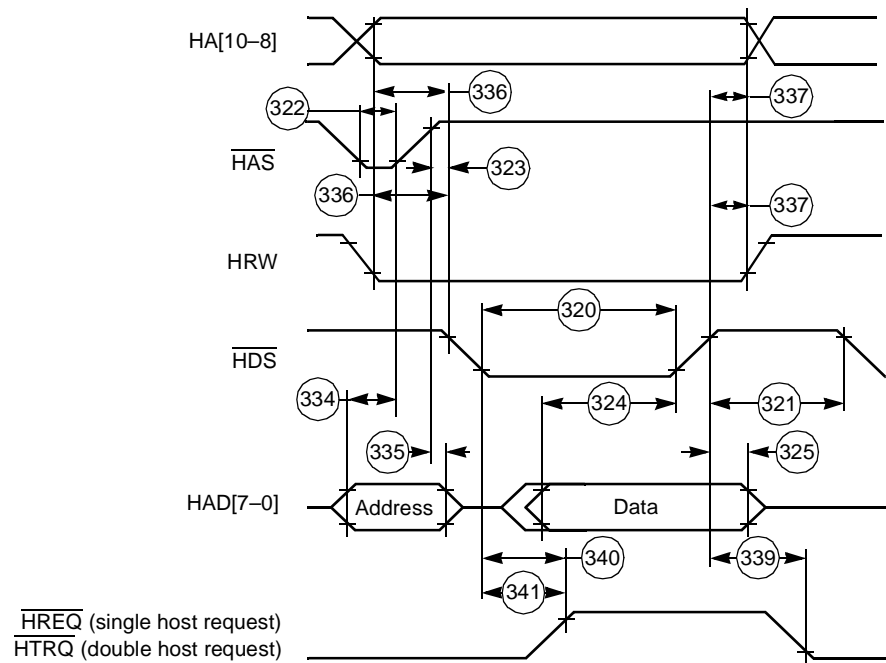 HA[10–8]
336
337
322
HAS
323
336
337
HRW
320
HDS
334
324
321
335
325
HAD[7–0]
Address
Data
340
339
341
HREQ (single host request)
HTRQ (double host request)